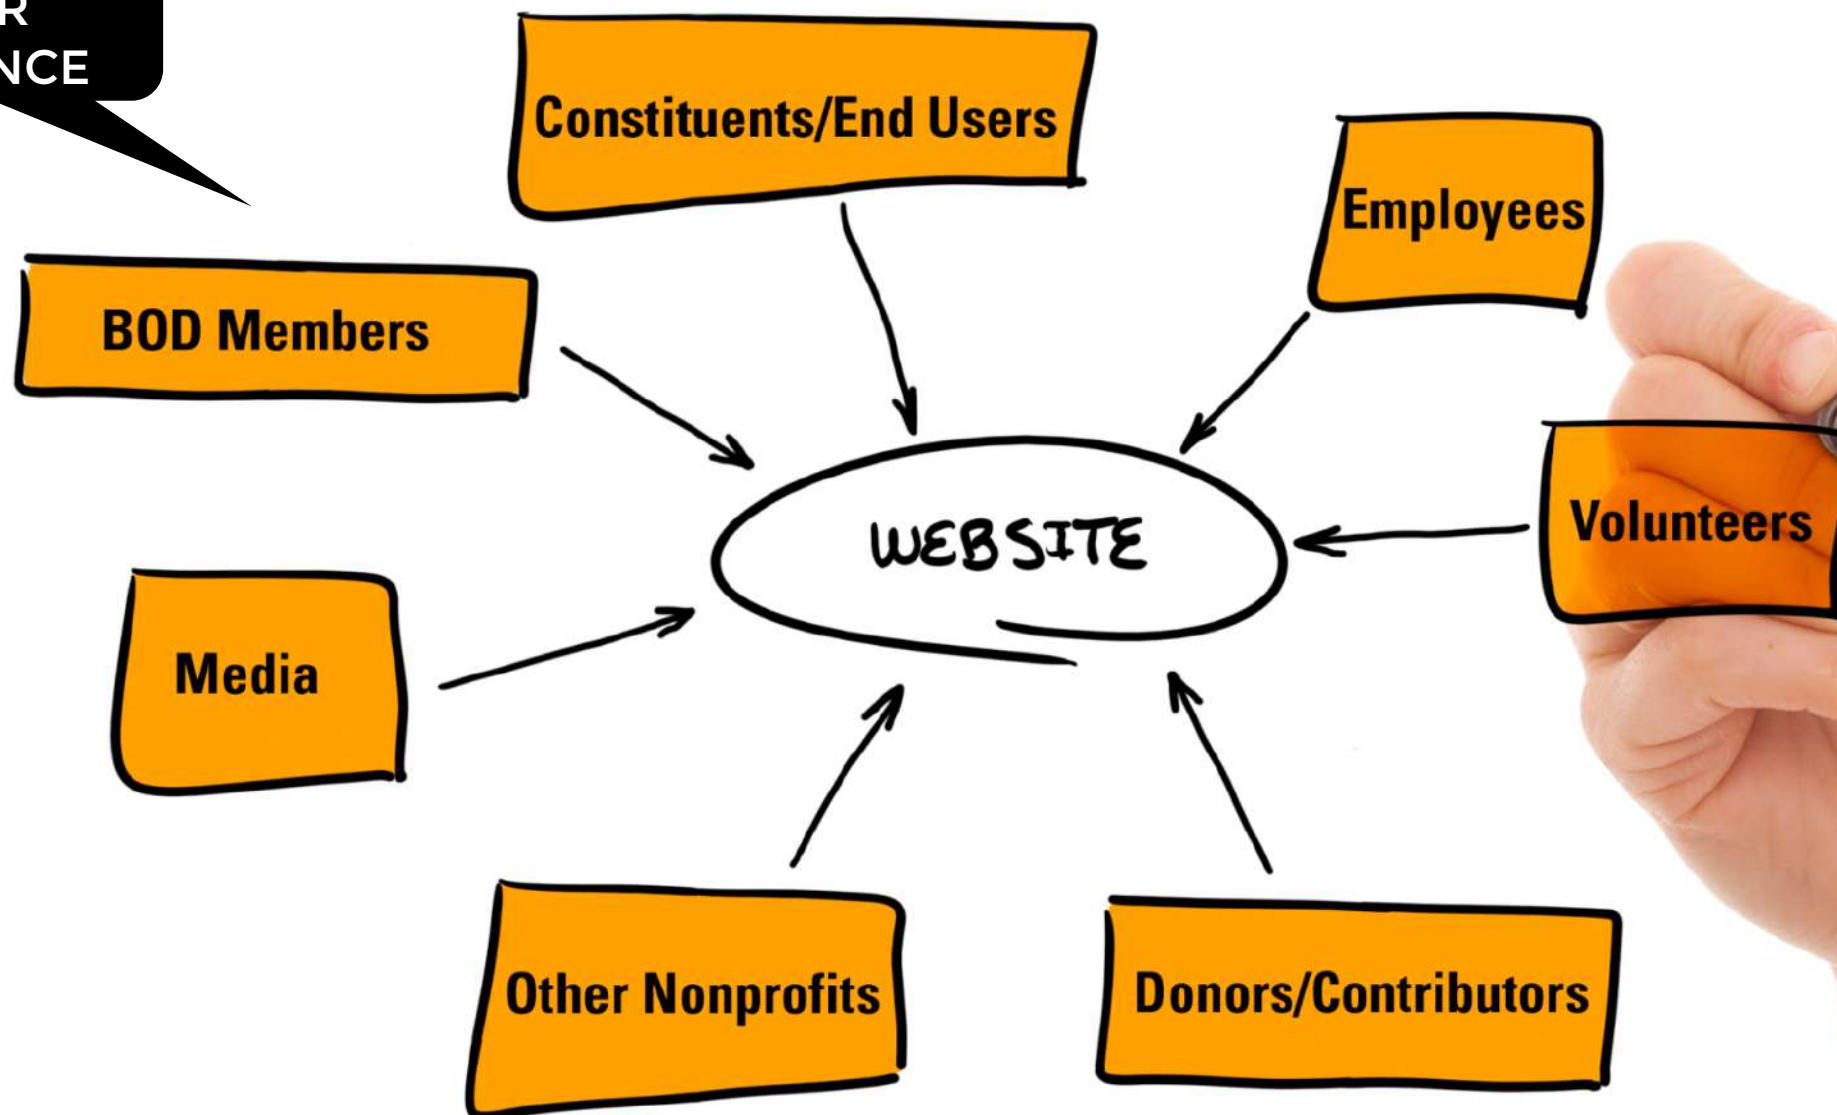 R
NCE
Constituents/End Users
Employees
BOD Members
WEBSITE
Volunteers
Media
Other Nonprofits
Donors/Contributors